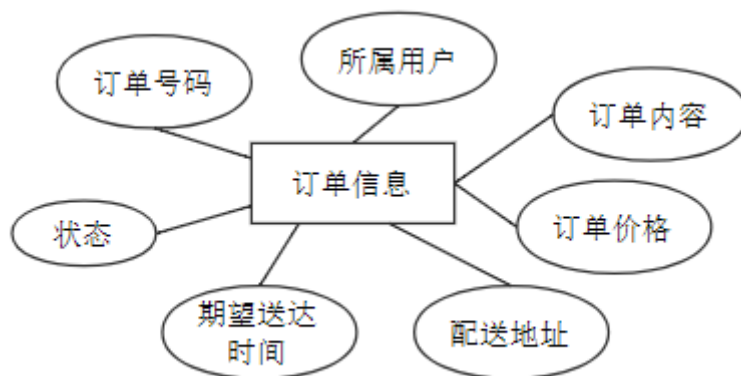 所属用户
订单号码
订单内容
订单信息
订单价格
状态
期望送达
时间
配送地址